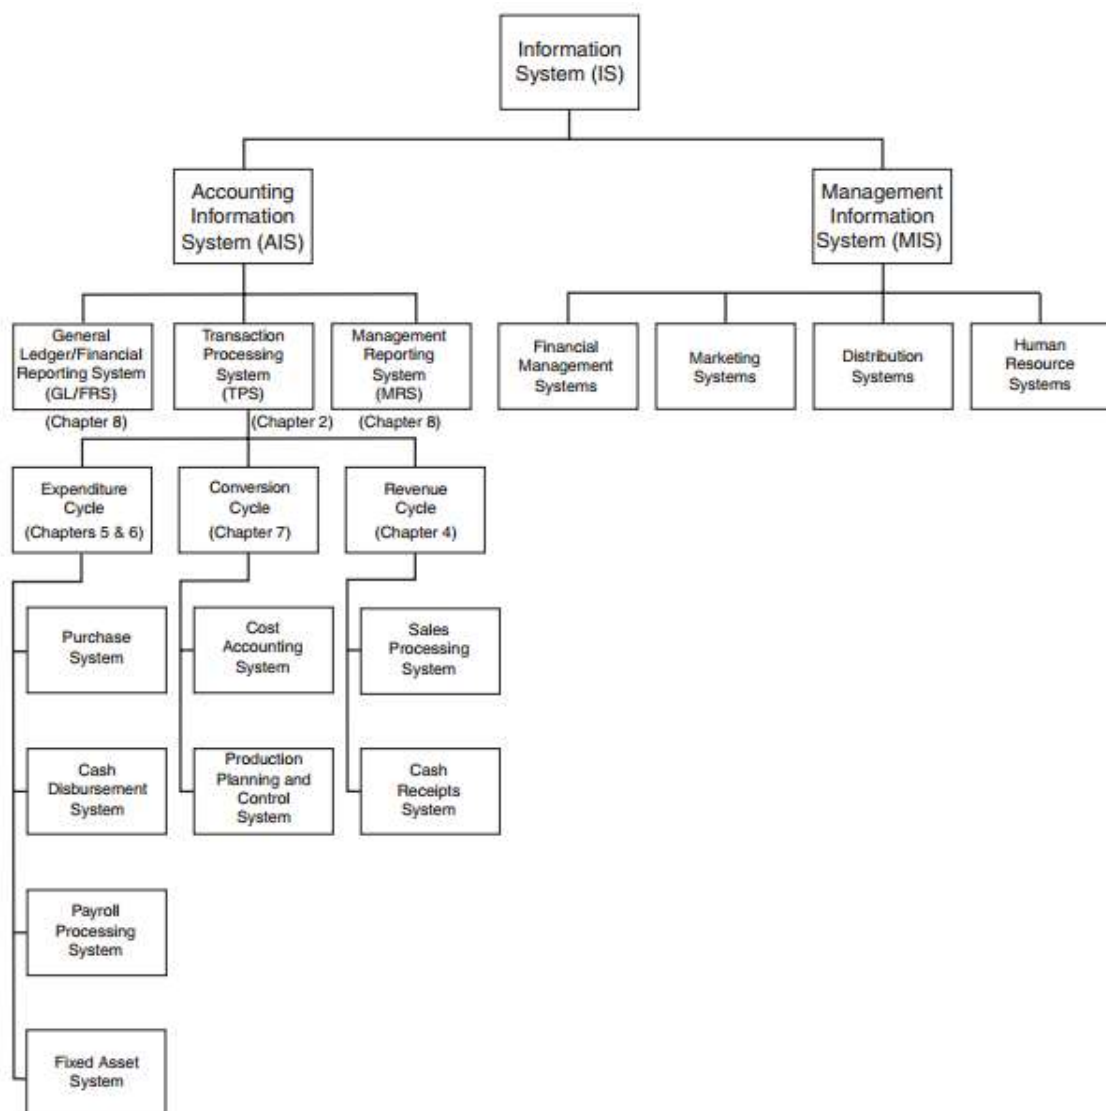 Information
System (IS)
Accounting
Information
System (AIS)
Management
Information
System (MIS)
General
Ledger/Financial
Reporting System
(GL/FRS)
(Chapter 8)
Transaction
Processing
System
(TPS)
(Chapter 2)
Management
Reporting
System
(MRS)
(Chapter 8)
Financial
Management
Systems
Marketing
Systems
Distribution
Systems
Human
Resource
Systems
Expenditure
Cycle
(Chapters 5 & 6)
Conversion
Cycle
(Chapter 7)
Revenue
Cycle
(Chapter 4)
Purchase
System
Cost
Accounting
System
Sales
Processing
System
Cash
Disbursement
System
Production
Planning and
Control
System
Cash
Receipts
System
Payroll
Processing
System
Fixed Asset
System